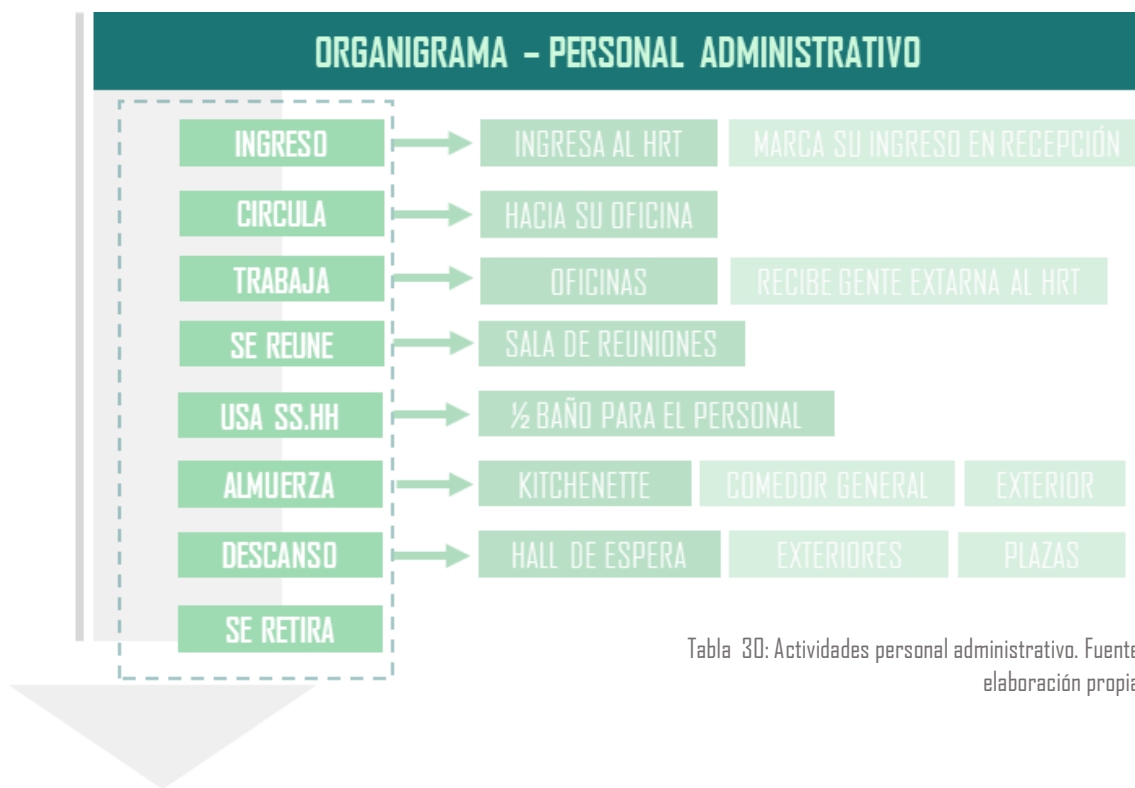 ORGANIGRAMA – PERSONAL ADMINISTRATIVO
INGRESO INGRESA AL HRT MARCA SU INGRESO EN RECEPCIÓN
CIRCULA HACIA SU OFICINA
TRABAJA OFICINAS RECIBE GENTE EXTARNA AL HRT
SE REUNE SALA DE REUNIONES
USA SS.HH ½ BAÑO PARA EL PERSONAL
ALMUERZA KITCHENETTE COMEDOR GENERAL EXTERIOR
DESCANSO HALL DE ESPERA EXTERIORES PLAZAS
SE RETIRA
Tabla 30: Actividades personal administrativo. Fuente
elaboración propia